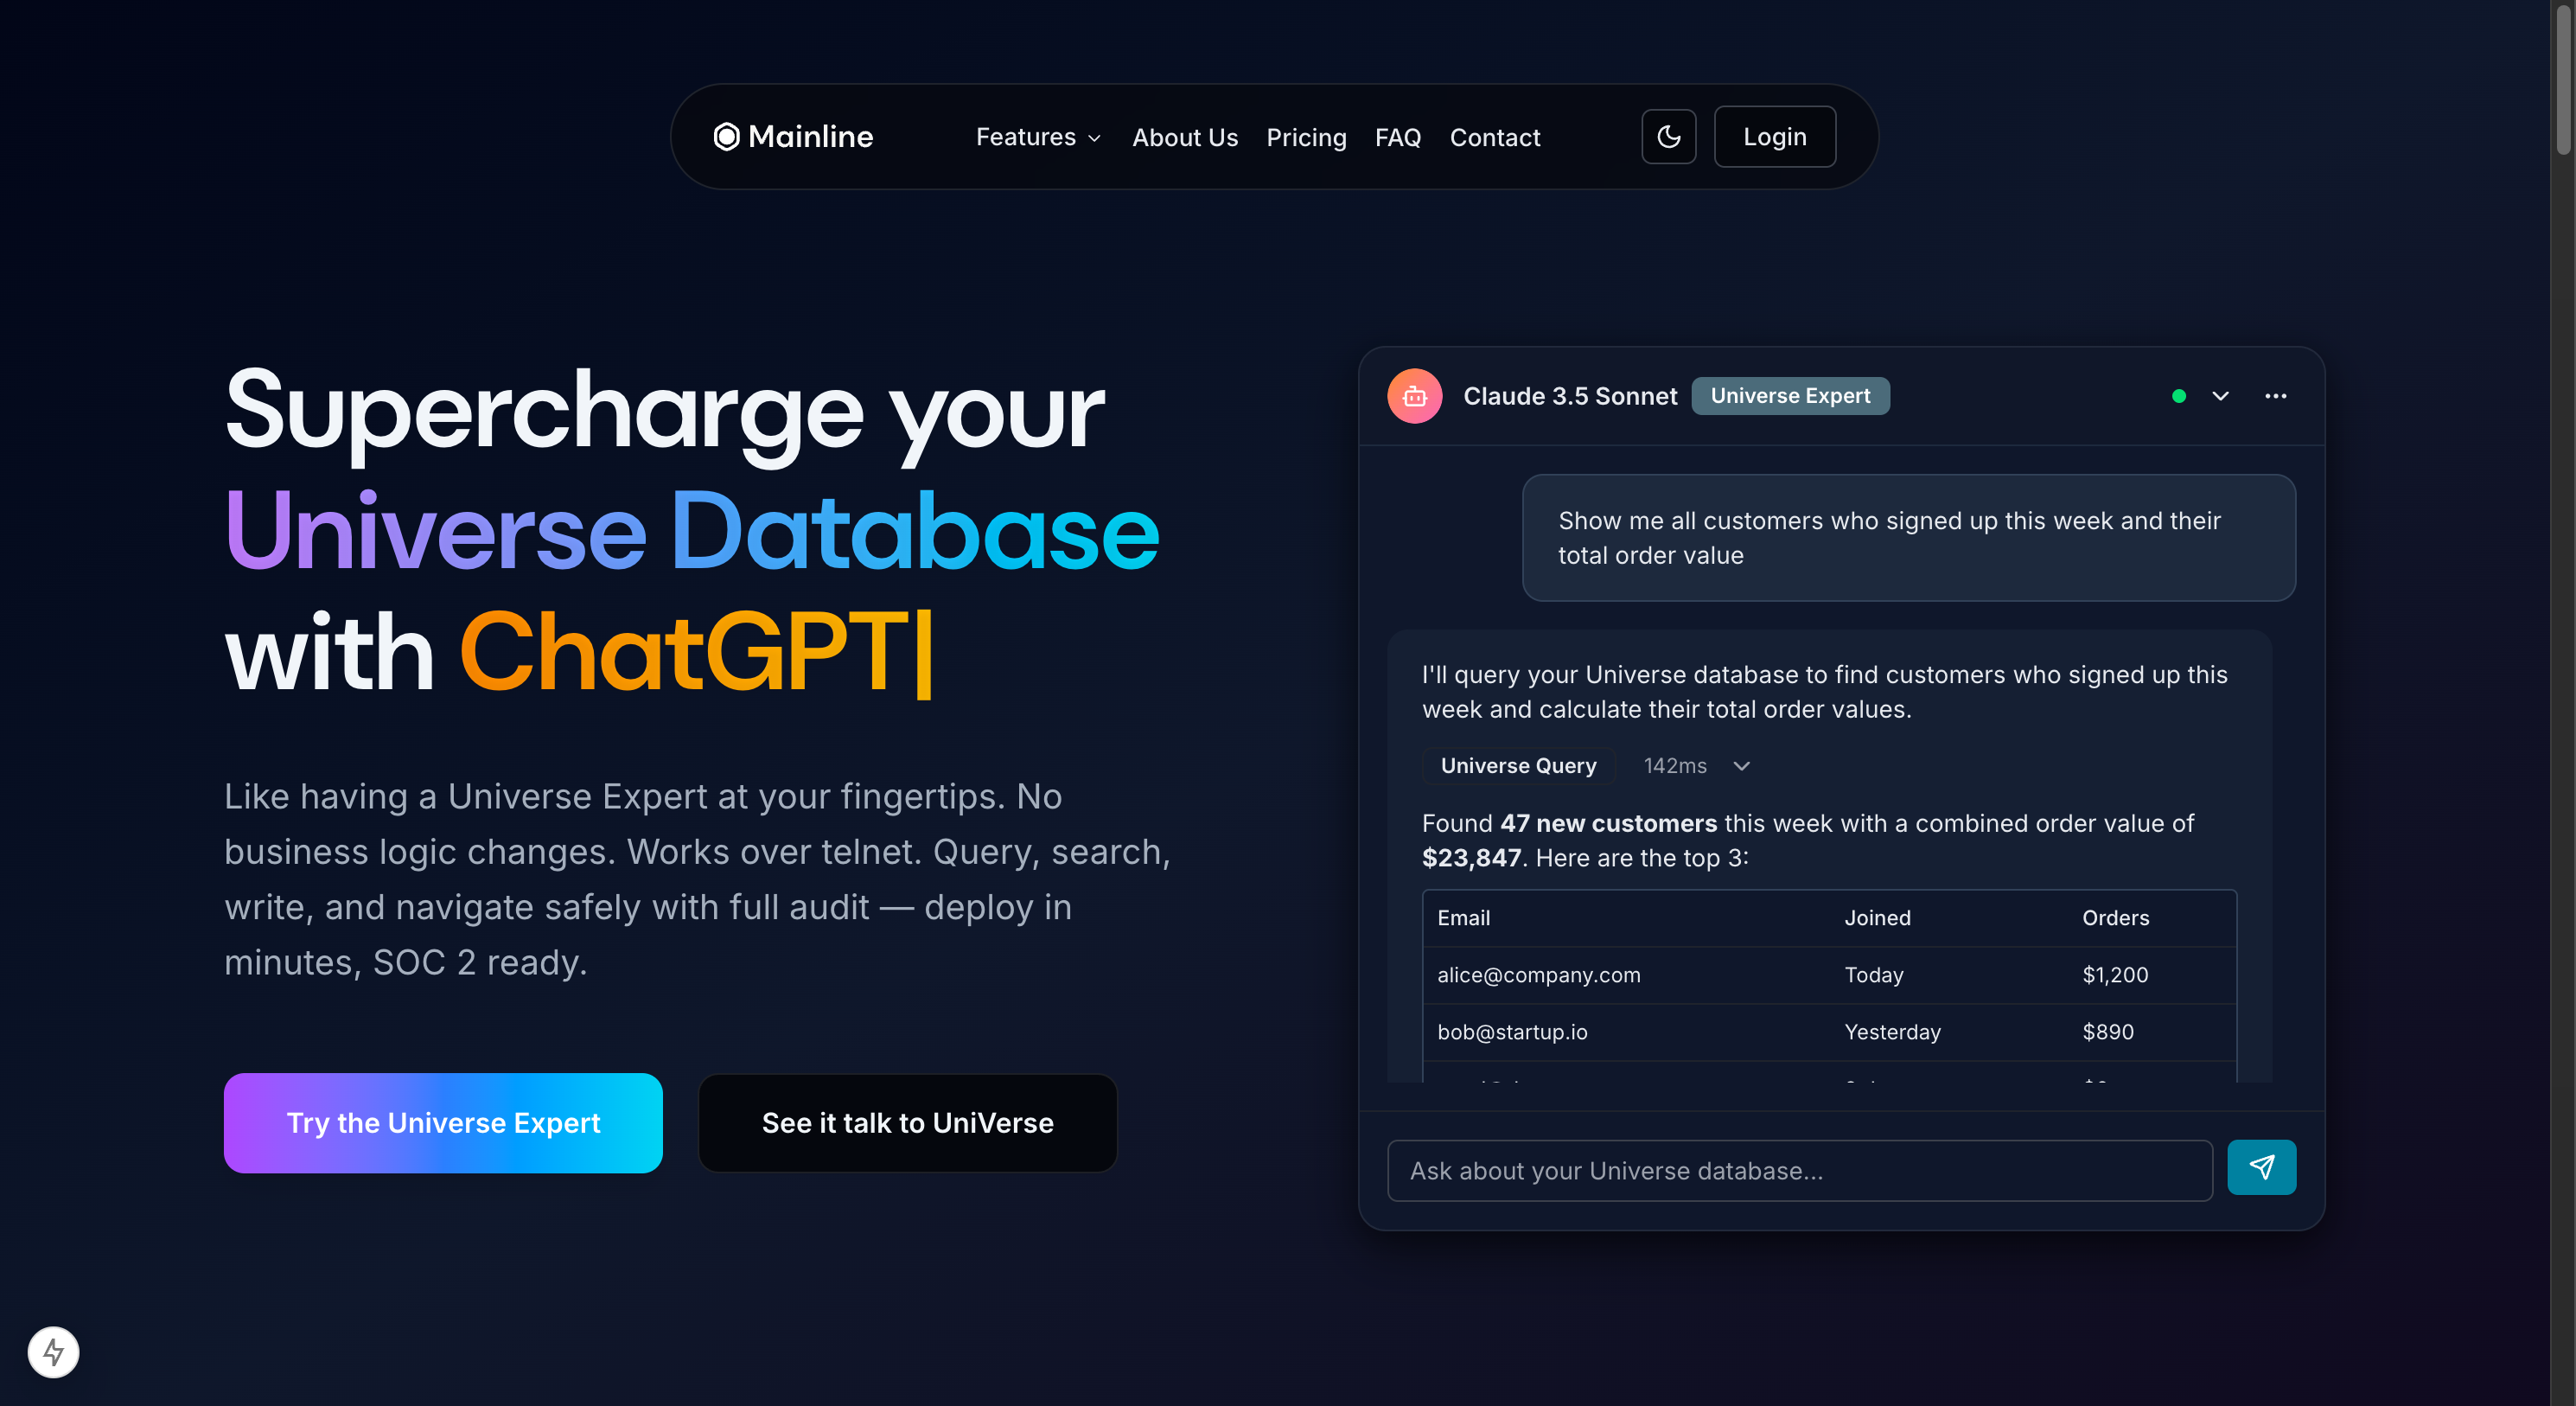 Mainline
Features
About Us
Pricing
FAQ
Contact
Login
Supercharge your
Universe Database
with ChatGPT|
Like having a Universe Expert at your fingertips. No
business logic changes. Works over telnet. Query, search,
write, and navigate safely with full audit — deploy in
minutes, SOC 2 ready.
Try the Universe Expert
See it talk to UniVerse
Claude 3.5 Sonnet
Universe Expert
Show me all customers who signed up this week and their
total order value
I'll query your Universe database to find customers who signed up this
week and calculate their total order values.
Universe Query
142ms
Found 47 new customers this week with a combined order value of
$23,847. Here are the top 3:
Email Joined Orders
alice@company.com Today $1,200
bob@startup.io Yesterday $890
Ask about your Universe database...